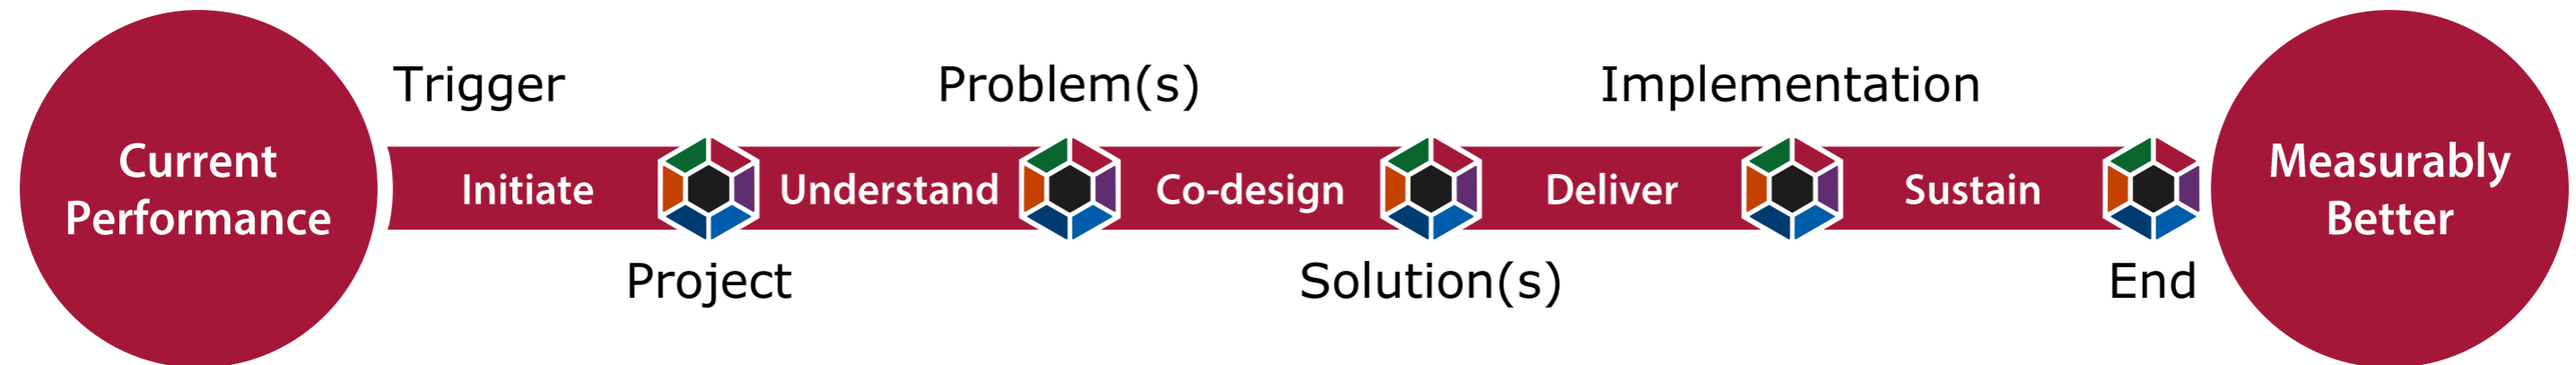 Trigger
Problem(s)
Implementation
Current
Performance
Initiate
Understand
Co-design
Deliver
Sustain
Measurably
Better
Project
Solution(s)
End